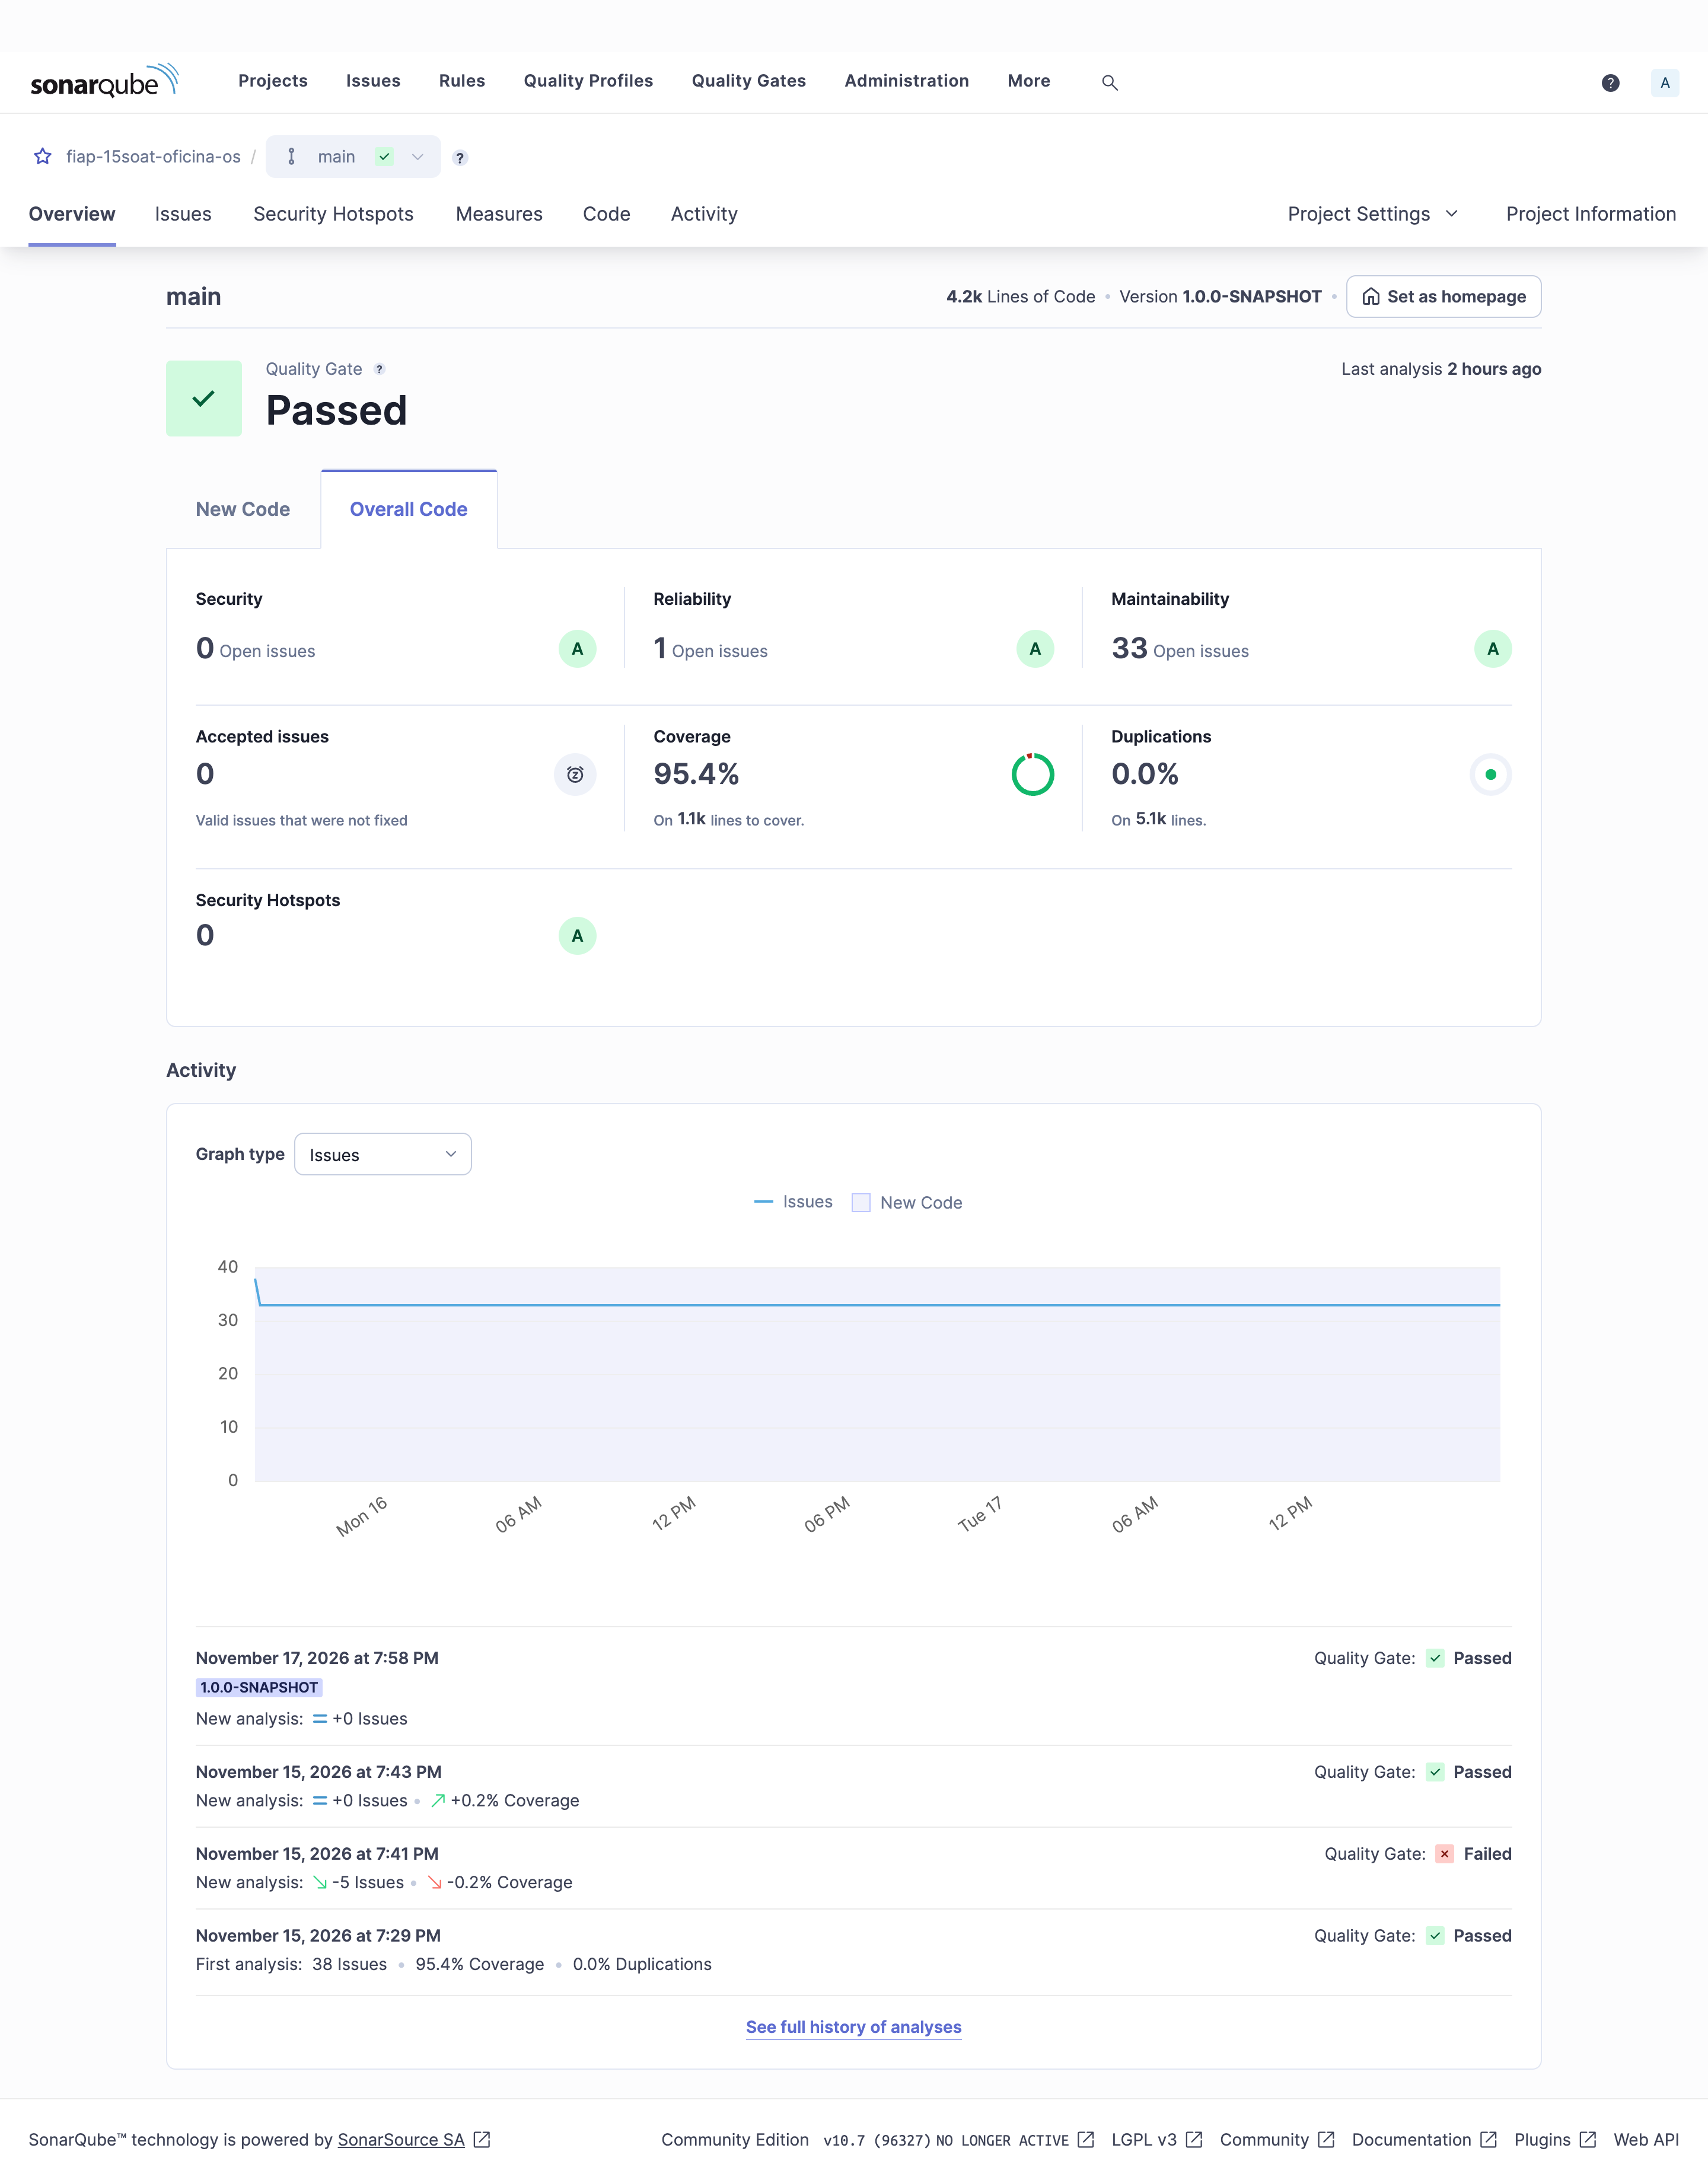 sonarqube Projects Issues Rules Quality Profiles Quality Gates Administration More ? A
fiap-15soat-oficina-os / main ?
Overview Issues Security Hotspots Measures Code Activity Project Settings Project Information
main 4.2k Lines of Code • Version 1.0.0-SNAPSHOT • Set as homepage
Quality Gate ? Last analysis 2 hours ago
Passed
New Code Overall Code
Security Reliability Maintainability
0 Open issues A 1 Open issues A 33 Open issues A
Accepted issues Coverage Duplications
0 95.4% 0.0%
Valid issues that were not fixed On 1.1k lines to cover. On 5.1k lines.
Security Hotspots
0 A
Activity
Graph type Issues
Issues New Code
40
30
20
10
0
Mon 16 06 AM 12 PM 06 PM Tue 17 06 AM 12 PM
November 17, 2026 at 7:58 PM Quality Gate: Passed
1.0.0-SNAPSHOT
New analysis: +0 Issues
November 15, 2026 at 7:43 PM Quality Gate: Passed
New analysis: +0 Issues • +0.2% Coverage
November 15, 2026 at 7:41 PM Quality Gate: Failed
New analysis: -5 Issues • -0.2% Coverage
November 15, 2026 at 7:29 PM Quality Gate: Passed
First analysis: 38 Issues • 95.4% Coverage • 0.0% Duplications
See full history of analyses
SonarQube™ technology is powered by SonarSource SA Community Edition v10.7 (96327) NO LONGER ACTIVE LGPL v3 Community Documentation Plugins Web API